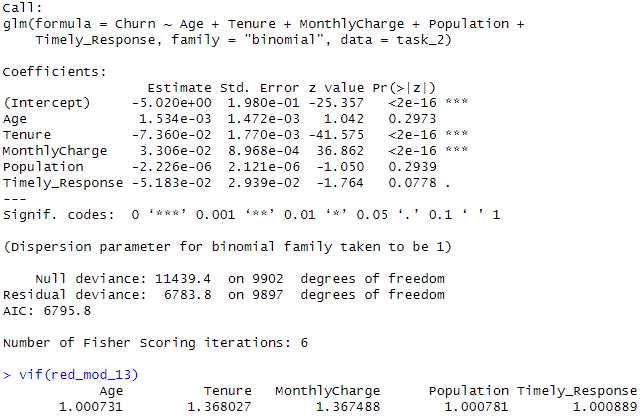 Call:
glm(formula = Churn ~ Age + Tenure + MonthlyCharge + Population +
    Timely_Response, family = "binomial", data = task_2)

Coefficients:
                  Estimate Std. Error z value Pr(>|z|)
(Intercept)     -5.020e+00  1.980e-01 -25.357   <2e-16 ***
Age              1.534e-03  1.472e-03   1.042   0.2973
Tenure          -7.360e-02  1.770e-03 -41.575   <2e-16 ***
MonthlyCharge    3.306e-02  8.968e-04  36.862   <2e-16 ***
Population      -2.226e-06  2.121e-06  -1.050   0.2939
Timely_Response -5.183e-02  2.939e-02  -1.764   0.0778 .
---
Signif. codes:  0 ‘***’ 0.001 ‘**’ 0.01 ‘*’ 0.05 ‘.’ 0.1 ‘ ’ 1

(Dispersion parameter for binomial family taken to be 1)

    Null deviance: 11439.4  on 9902  degrees of freedom
Residual deviance:  6783.8  on 9897  degrees of freedom
AIC: 6795.8

Number of Fisher Scoring iterations: 6

> vif(red_mod_13)
            Age          Tenure   MonthlyCharge      Population Timely_Response
       1.000731        1.368027        1.367488        1.000781        1.000889